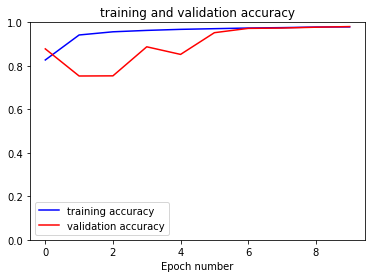 training and validation accuracy
1.0
0.8
0.6
0.4
0.2
0.0
training accuracy
validation accuracy
0 2 4 6 8
Epoch number